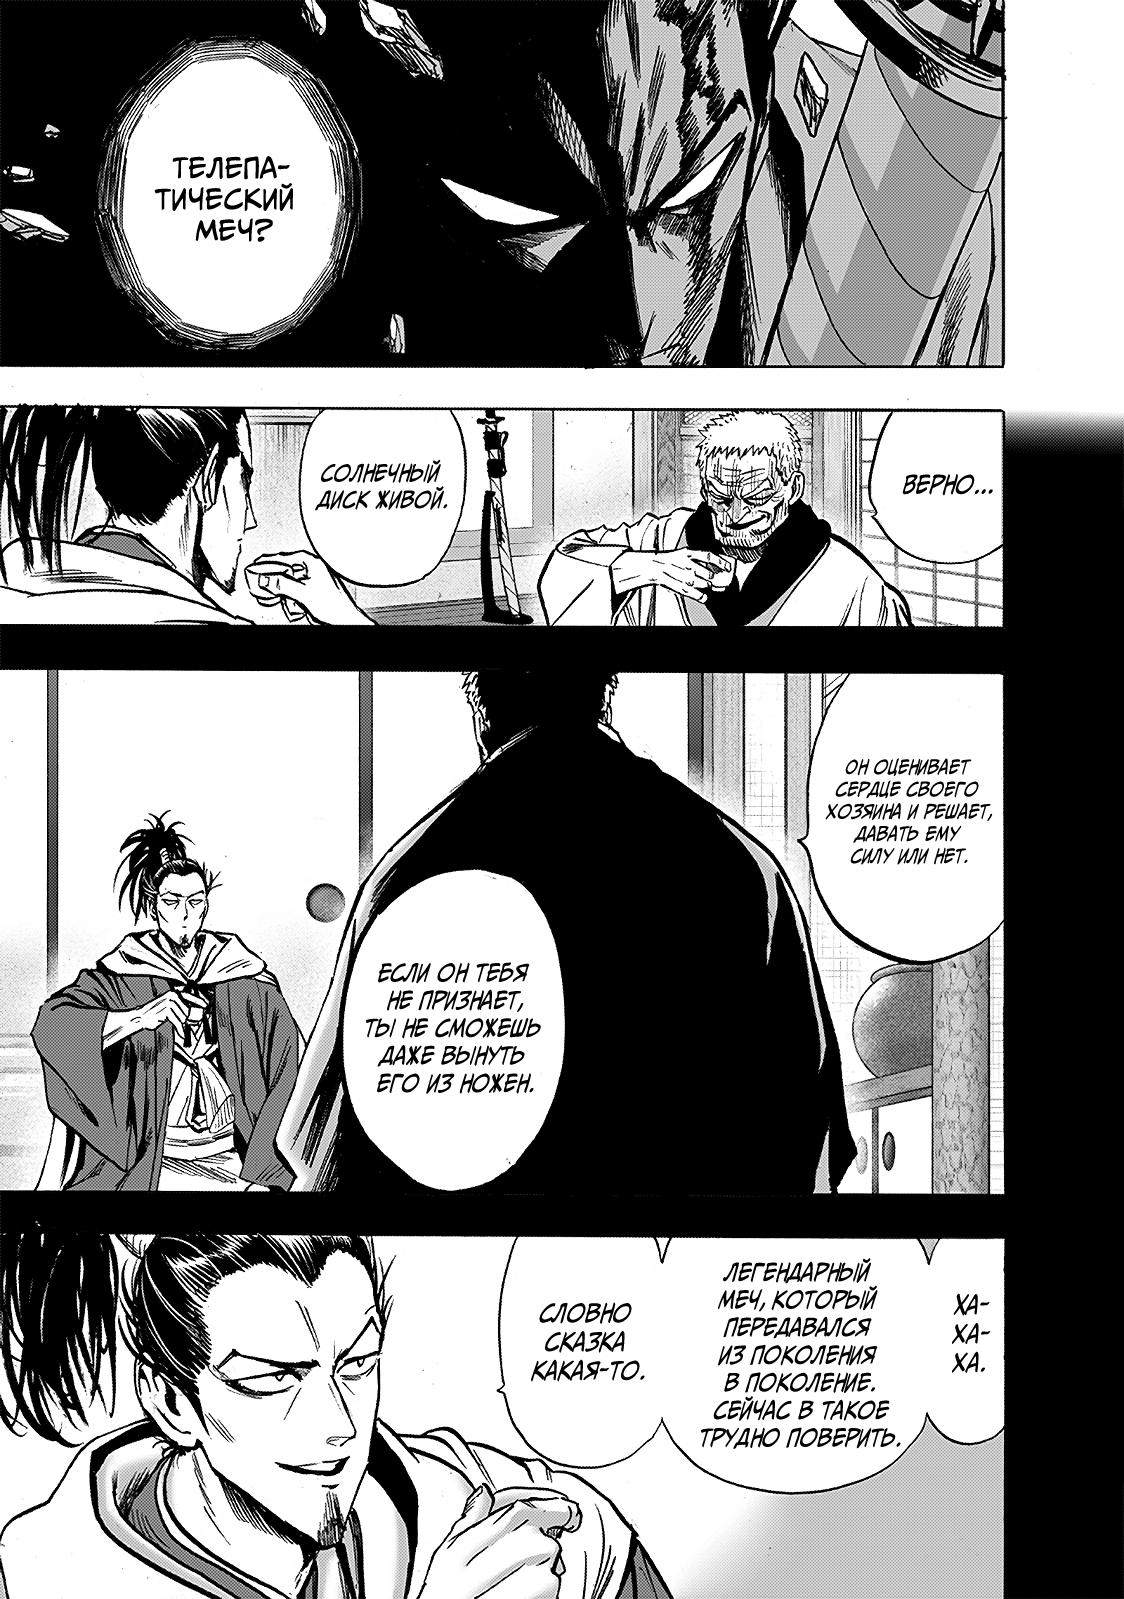 ТЕЛЕПА-
ТИЧЕСКИЙ
МЕЧ?
ВЕРНО...
СОЛНЕЧНЫЙ
ДИСК ЖИВОЙ.
ОН ОЦЕНИВАЕТ
СЕРДЦЕ СВОЕГО
ХОЗЯИНА И РЕШАЕТ,
ДАВАТЬ ЕМУ
СИЛУ ИЛИ НЕТ.
ЕСЛИ ОН ТЕБЯ
НЕ ПРИЗНАЕТ,
ТЫ НЕ СМОЖЕШЬ
ДАЖЕ ВЫНУТЬ
ЕГО ИЗ НОЖЕН.
ХА-
ХА-
ХА.
ЛЕГЕНДАРНЫЙ
МЕЧ, КОТОРЫЙ
ПЕРЕДАВАЛСЯ
ИЗ ПОКОЛЕНИЯ
В ПОКОЛЕНИЕ.
СЕЙЧАС В ТАКОЕ
ТРУДНО ПОВЕРИТЬ.
СЛОВНО
СКАЗКА
КАКАЯ-ТО.